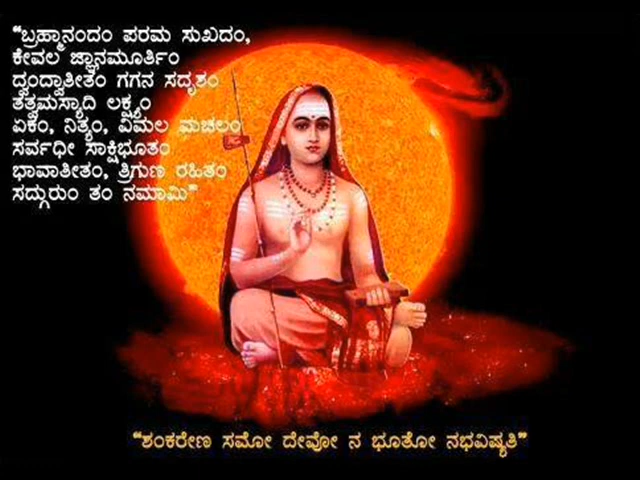 “ಬ್ರಹ್ಮಾನಂದಂ ಪರಮ ಸುಖದಂ,
ಕೇವಲ ಜ್ಞಾನಮೂರ್ತಿಂ
ದ್ವಂದ್ವಾತೀತಂ ಗಗನ ಸದೃಶಂ
ತತ್ವಮಸ್ಯಾದಿ ಲಕ್ಷ್ಯಂ
ಏಕಂ, ನಿತ್ಯಂ, ವಿಮಲ ಮಚಲಂ
ಸರ್ವಧೀ ಸಾಕ್ಷಿಭೂತಂ
ಭಾವಾತೀತಂ, ತ್ರಿಗುಣ ರಹಿತಂ
ಸದ್ಗುರುಂ ತಂ ನಮಾಮಿ”
“ಶಂಕರೇಣ ಸಮೋ ದೇವೋ ನ ಭೂತೋ ನಭವಿಷ್ಯತಿ”